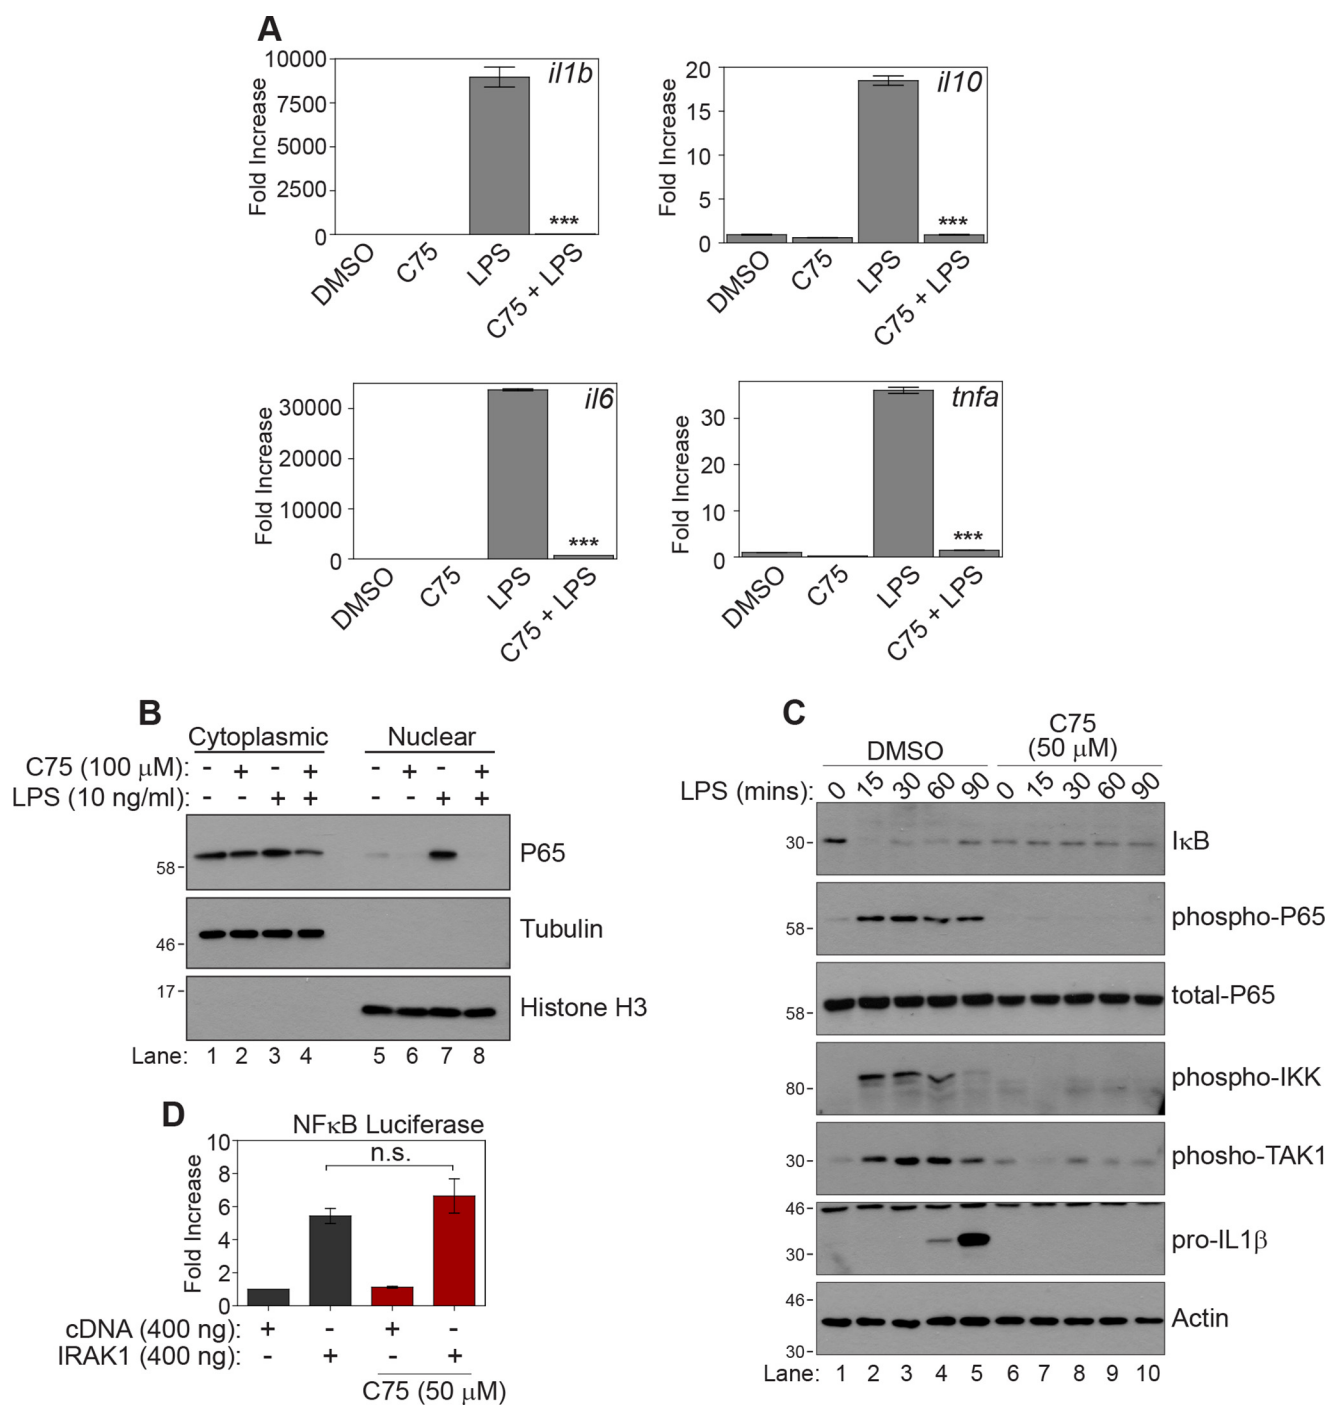 A
il1b
Fold Increase
10000
7500
5000
2500
0
DMSO
C75
LPS
C75 + LPS
***
il10
Fold Increase
20
15
10
5
0
DMSO
C75
LPS
C75 + LPS
***
il6
Fold Increase
30000
20000
10000
0
DMSO
C75
LPS
C75 + LPS
***
tnfa
Fold Increase
30
20
10
0
DMSO
C75
LPS
C75 + LPS
***
B
Cytoplasmic Nuclear
C75 (100 μM): - + - + - + - +
LPS (10 ng/ml): - - + + - - + +
58 P65
46 Tubulin
17 Histone H3
Lane: 1 2 3 4 5 6 7 8
C
DMSO C75 (50 μM)
LPS (mins): 0 15 30 60 90 0 15 30 60 90
30 IκB
58 phospho-P65
58 total-P65
80 phospho-IKK
30 phosho-TAK1
46
30 pro-IL1β
46
Actin
30
Lane: 1 2 3 4 5 6 7 8 9 10
D
NFκB Luciferase
n.s.
Fold Increase
10
8
6
4
2
0
cDNA (400 ng): + - + -
IRAK1 (400 ng): - + - +
C75 (50 μM)